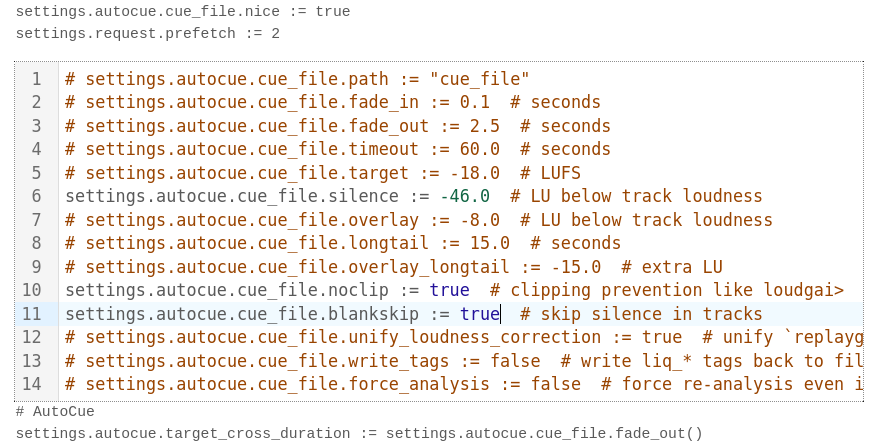 settings.autocue.cue_file.nice := true
settings.request.prefetch := 2
1 # settings.autocue.cue_file.path := "cue_file"
2 # settings.autocue.cue_file.fade_in := 0.1  # seconds
3 # settings.autocue.cue_file.fade_out := 2.5  # seconds
4 # settings.autocue.cue_file.timeout := 60.0  # seconds
5 # settings.autocue.cue_file.target := -18.0  # LUFS
6 settings.autocue.cue_file.silence := -46.0  # LU below track loudness
7 # settings.autocue.cue_file.overlay := -8.0  # LU below track loudness
8 # settings.autocue.cue_file.longtail := 15.0  # seconds
9 # settings.autocue.cue_file.overlay_longtail := -15.0  # extra LU
10 settings.autocue.cue_file.noclip := true  # clipping prevention like loudgai>
11 settings.autocue.cue_file.blankskip := true  # skip silence in tracks
12 # settings.autocue.cue_file.unify_loudness_correction := true  # unify `replayg
13 # settings.autocue.cue_file.write_tags := false  # write liq_* tags back to fil
14 # settings.autocue.cue_file.force_analysis := false  # force re-analysis even i
# AutoCue
settings.autocue.target_cross_duration := settings.autocue.cue_file.fade_out()